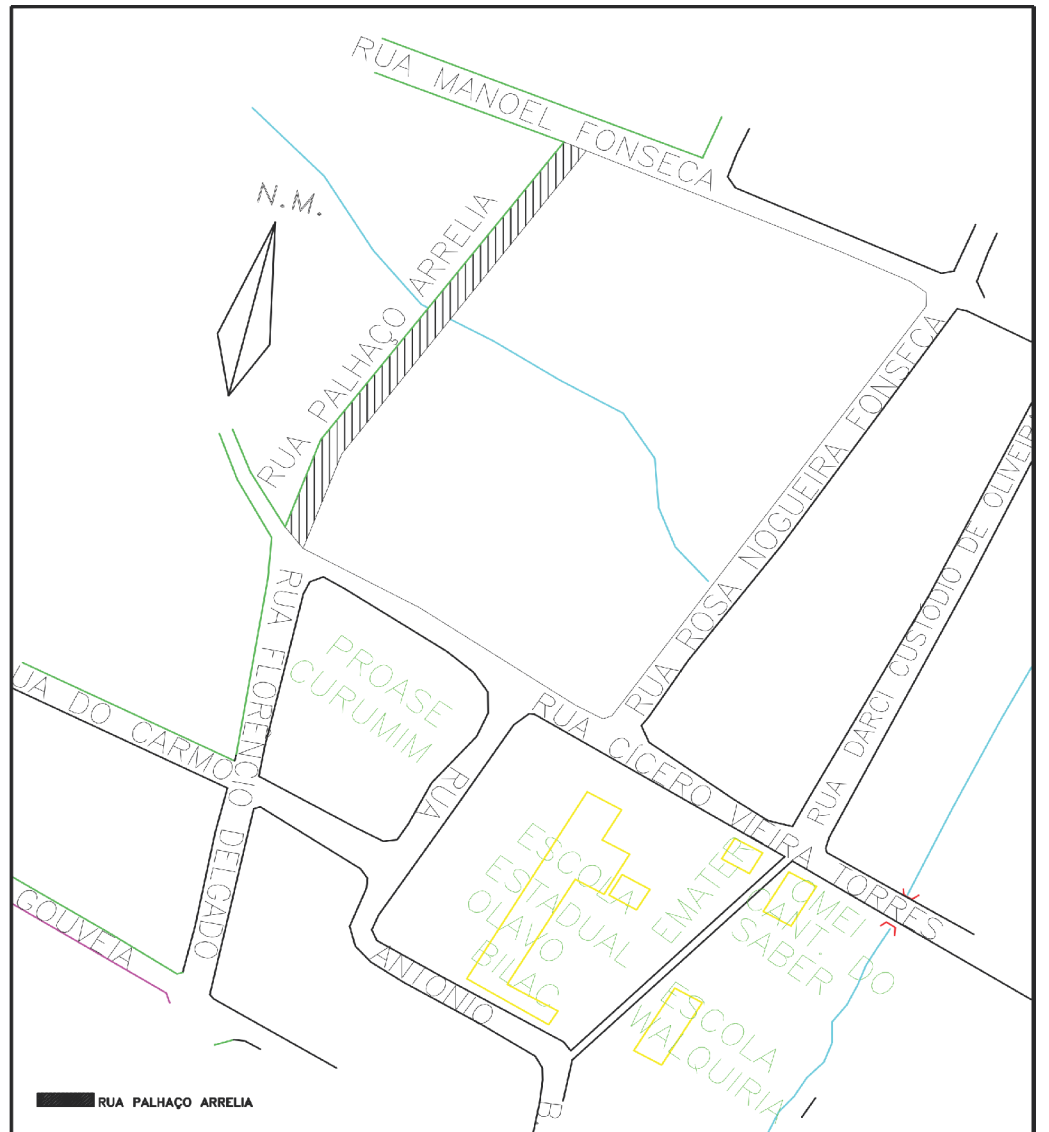 RUA MANOEL FONSECA
N.M.
RUA PALHAÇO ARRELIA
RUA ROSA NOGUEIRA FONSECA
RUA DARCI CUSTÓDIO DE OLIVEIRA
RUA FLORENCIO DELGADO
PROASE
CURUMIM
UA DO CARMO
RUA CÍCERO VIEIRA TORRES
RUA ANTONIO B.
ESCOLA
ESTADUAL
OLAVO
BILAC
EMATER
CMEI
CANT. DO
SABER
GOUVEIA
ESCOLA
WALQUIRIA
RUA PALHAÇO ARRELIA